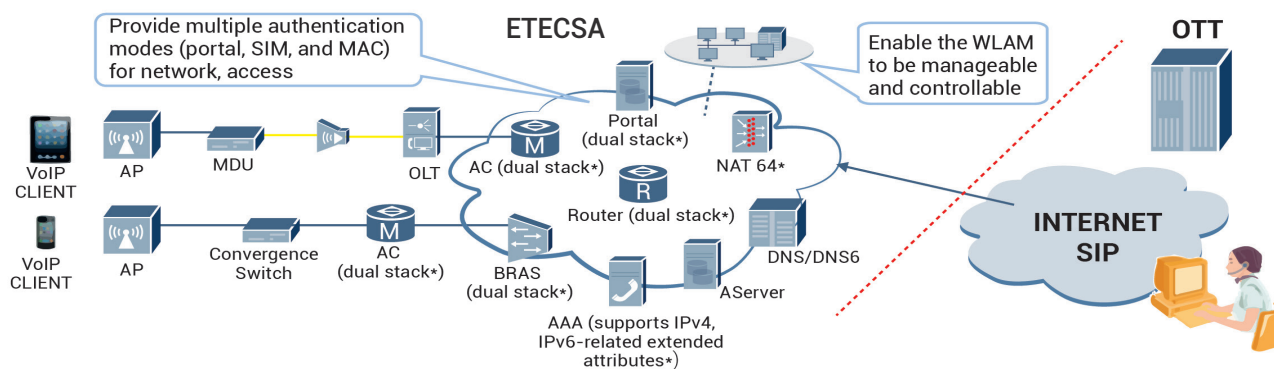 Provide multiple authentication
modes (portal, SIM, and MAC)
for network, access
ETECSA
Enable the WLAM
to be manageable
and controllable
OTT
VoIP
CLIENT
AP
MDU
OLT
M
AC (dual stack*)
Portal
(dual stack*)
NAT 64*
R
Router (dual stack*)
VoIP
CLIENT
AP
Convergence
Switch
M
AC
(dual stack*)
BRAS
(dual stack*)
AAA (supports IPv4,
IPv6-related extended
attributes*)
AServer
DNS/DNS6
INTERNET
SIP